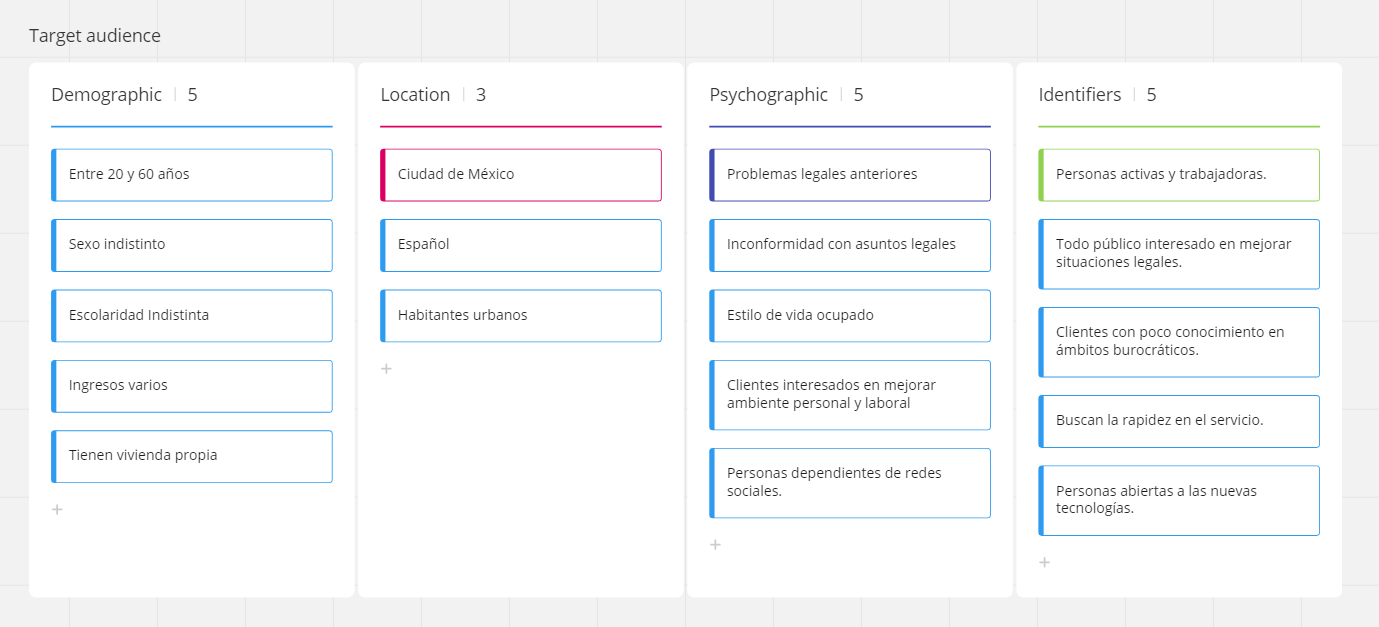 Target audience
Demographic | 5
Entre 20 y 60 años
Sexo indistinto
Escolaridad Indistinta
Ingresos varios
Tienen vivienda propia
+
Location | 3
Ciudad de México
Español
Habitantes urbanos
+
Psychographic | 5
Problemas legales anteriores
Inconformidad con asuntos legales
Estilo de vida ocupado
Clientes interesados en mejorar
ambiente personal y laboral
Personas dependientes de redes
sociales.
+
Identifiers | 5
Personas activas y trabajadoras.
Todo público interesado en mejorar
situaciones legales.
Clientes con poco conocimiento en
ámbitos burocráticos.
Buscan la rapidez en el servicio.
Personas abiertas a las nuevas
tecnologías.
+